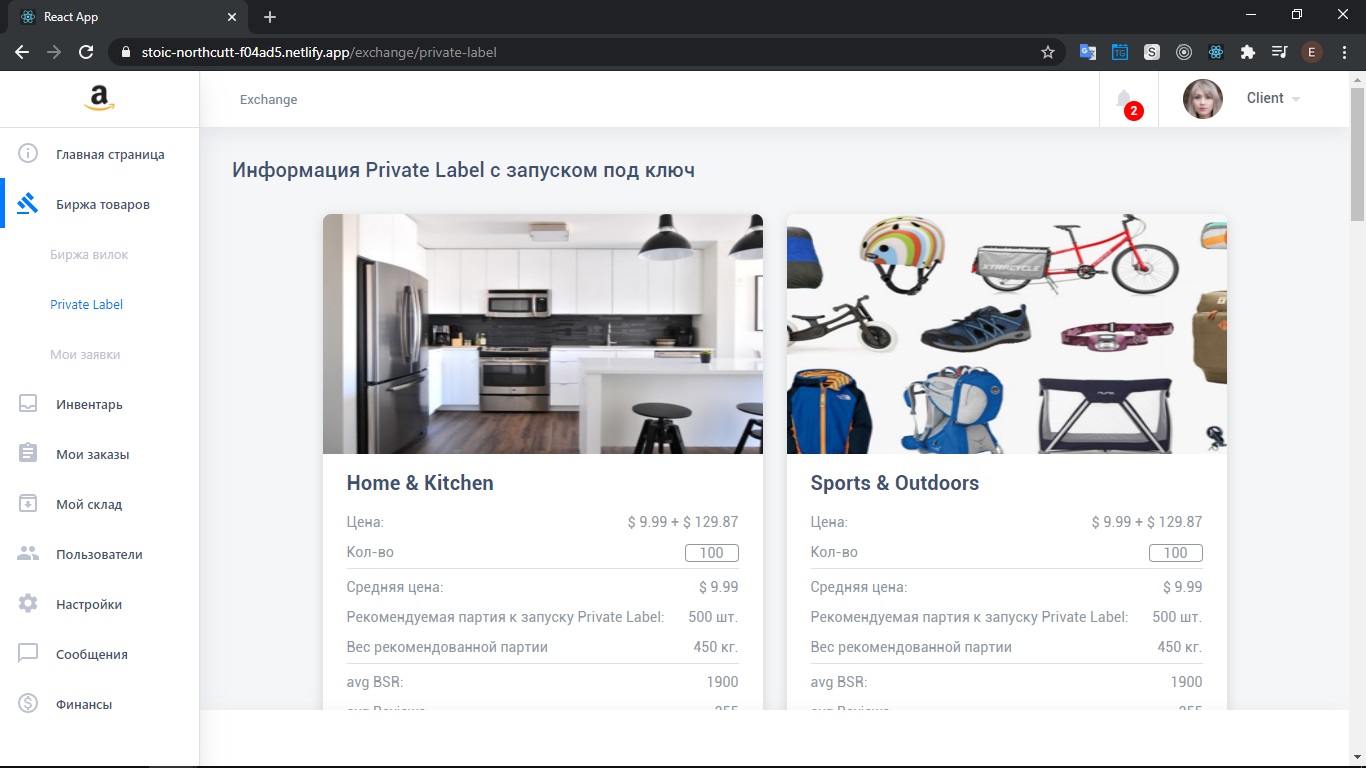 React App
stoic-northcutt-f04ad5.netlify.app/exchange/private-label
TG
S
E
a
Exchange
2
Client
Главная страница
Биржа товаров
Биржа вилок
Private Label
Мои заявки
Инвентарь
Мои заказы
Мой склад
Пользователи
Настройки
Сообщения
Финансы
Информация Private Label с запуском под ключ
XTRACYCLE
Home & Kitchen
Цена: $ 9.99 + $ 129.87
Кол-во 100
Средняя цена: $ 9.99
Рекомендуемая партия к запуску Private Label: 500 шт.
Вес рекомендованной партии 450 кг.
avg BSR: 1900
Sports & Outdoors
Цена: $ 9.99 + $ 129.87
Кол-во 100
Средняя цена: $ 9.99
Рекомендуемая партия к запуску Private Label: 500 шт.
Вес рекомендованной партии 450 кг.
avg BSR: 1900